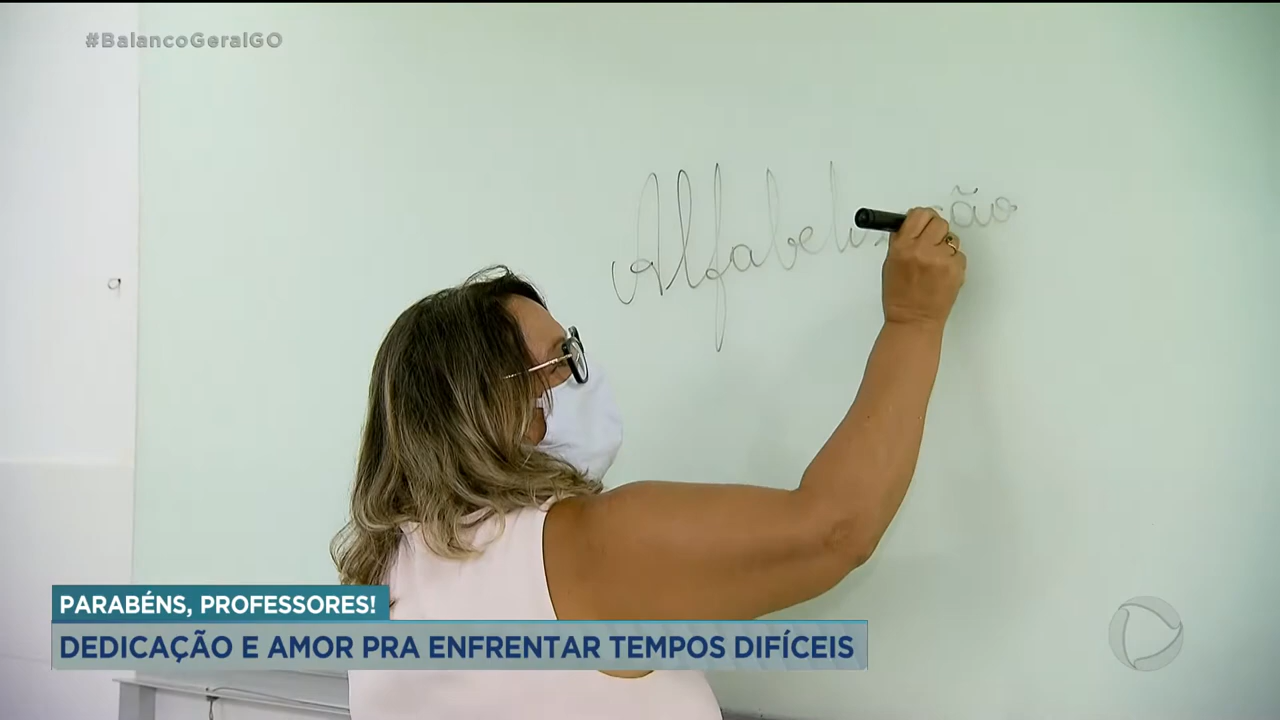 #BalancoGeralGO
Alfabetização
PARABÉNS, PROFESSORES!
DEDICAÇÃO E AMOR PRA ENFRENTAR TEMPOS DIFÍCEIS